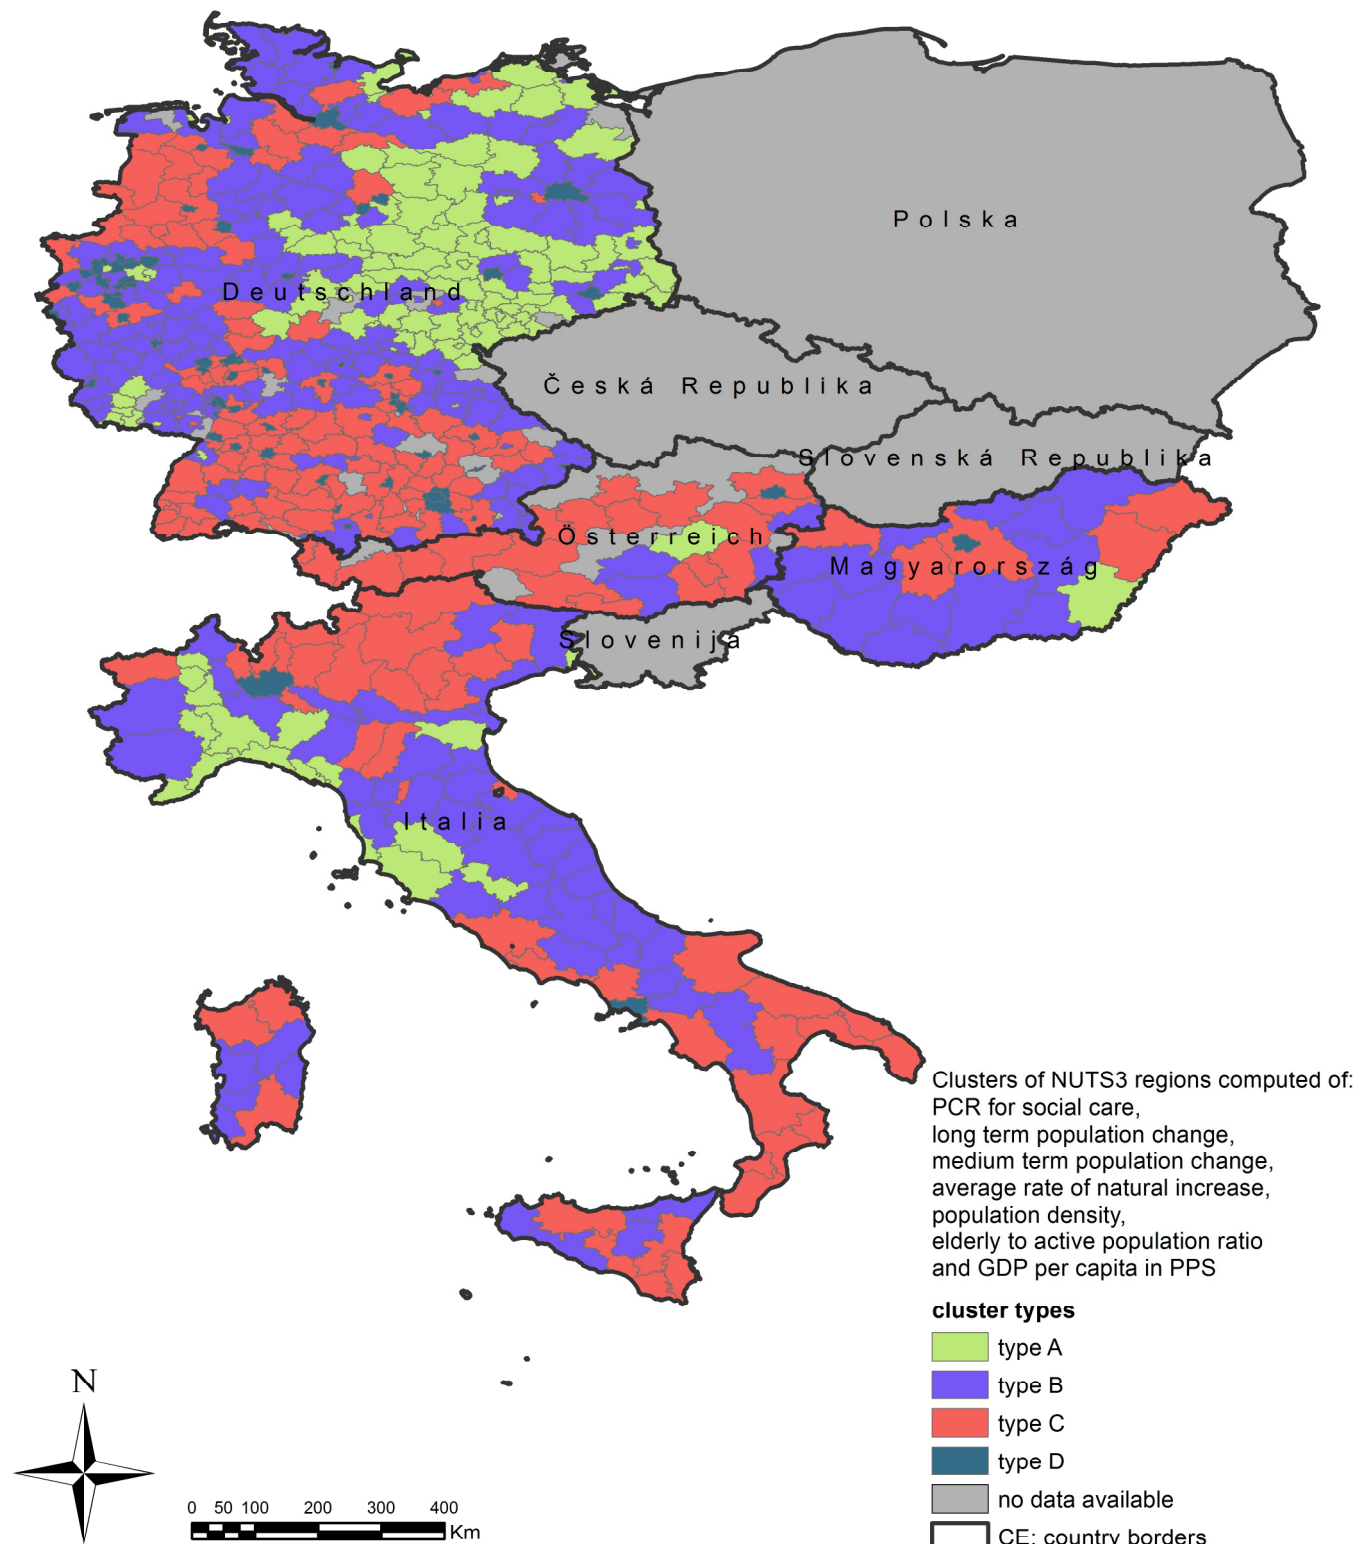 Polska
Deutschland
Česká Republika
Slovenská Republika
Österreich
Magyarország
Slovenija
Italia
Clusters of NUTS3 regions computed of:
PCR for social care,
long term population change,
medium term population change,
average rate of natural increase,
population density,
elderly to active population ratio
and GDP per capita in PPS
cluster types
type A
type B
type C
type D
no data available
CE: country borders
N
0 50 100 200 300 400
Km